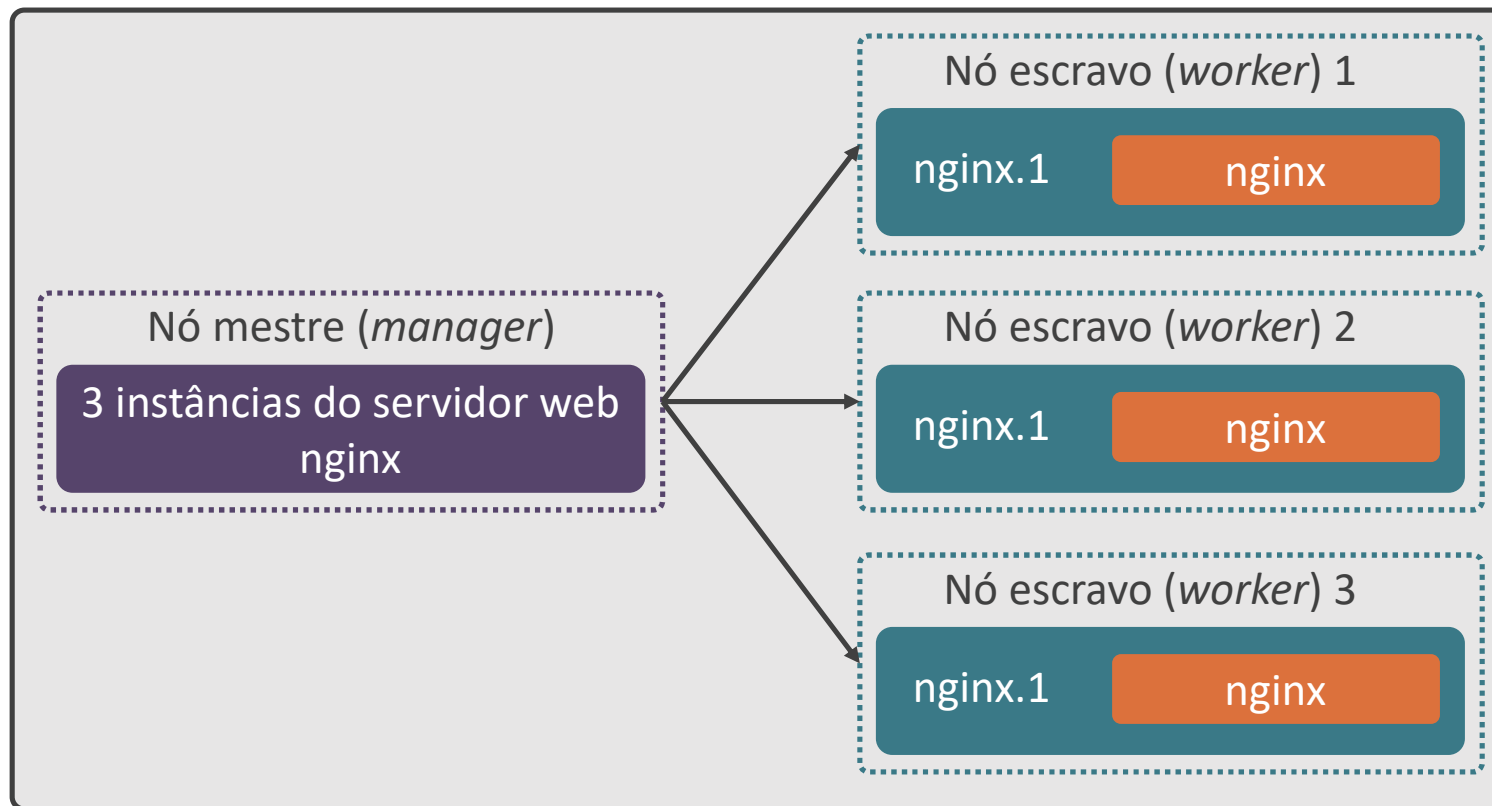 Nó escravo (worker) 1
nginx.1 nginx
Nó mestre (manager)
3 instâncias do servidor web
nginx
Nó escravo (worker) 2
nginx.1 nginx
Nó escravo (worker) 3
nginx.1 nginx